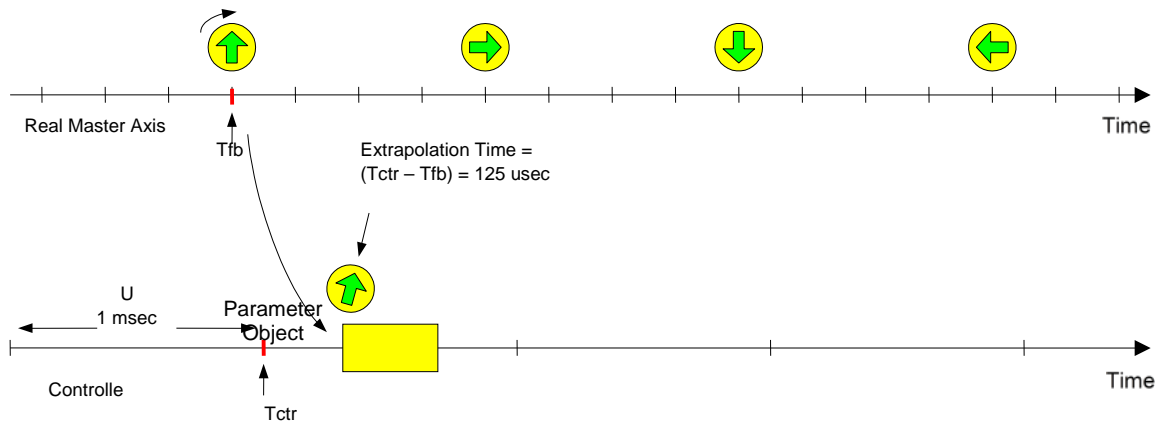 Real Master Axis
Time
Tfb
Extrapolation Time =
(Tctr – Tfb) = 125 usec
U
1 msec
Parameter
Object
Controlle
Time
Tctr